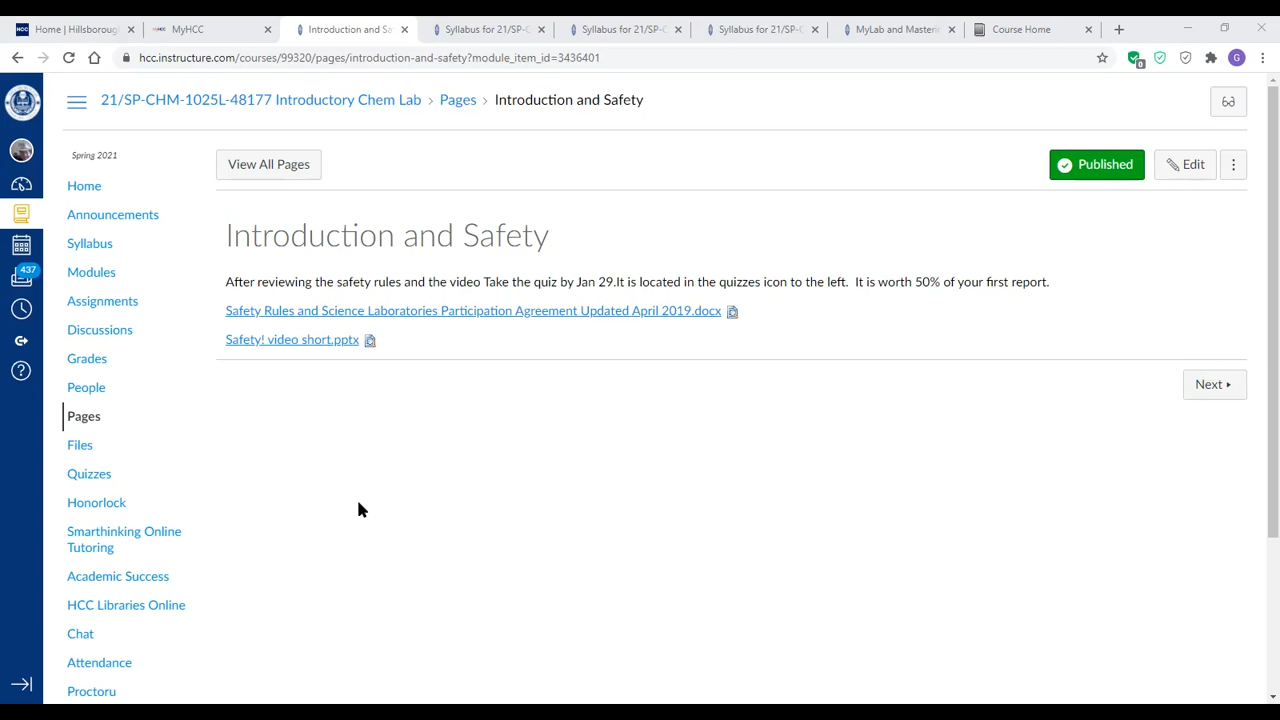 Home | Hillsboroug
MyHCC
Introduction and Sa
Syllabus for 21/SP-C
Syllabus for 21/SP-C
Syllabus for 21/SP-C
MyLab and Masterin
Course Home
hcc.instructure.com/courses/99320/pages/introduction-and-safety?module_item_id=3436401
0
G
21/SP-CHM-1025L-48177 Introductory Chem Lab > Pages > Introduction and Safety
Spring 2021
View All Pages
Published
Edit
Home
Announcements
Syllabus
Modules
437
Assignments
Discussions
Grades
People
Pages
Files
Quizzes
Honorlock
Smarthinking Online
Tutoring
Academic Success
HCC Libraries Online
Chat
Attendance
Proctoru
Introduction and Safety
After reviewing the safety rules and the video Take the quiz by Jan 29.It is located in the quizzes icon to the left. It is worth 50% of your first report.
Safety Rules and Science Laboratories Participation Agreement Updated April 2019.docx
Safety! video short.pptx
Next